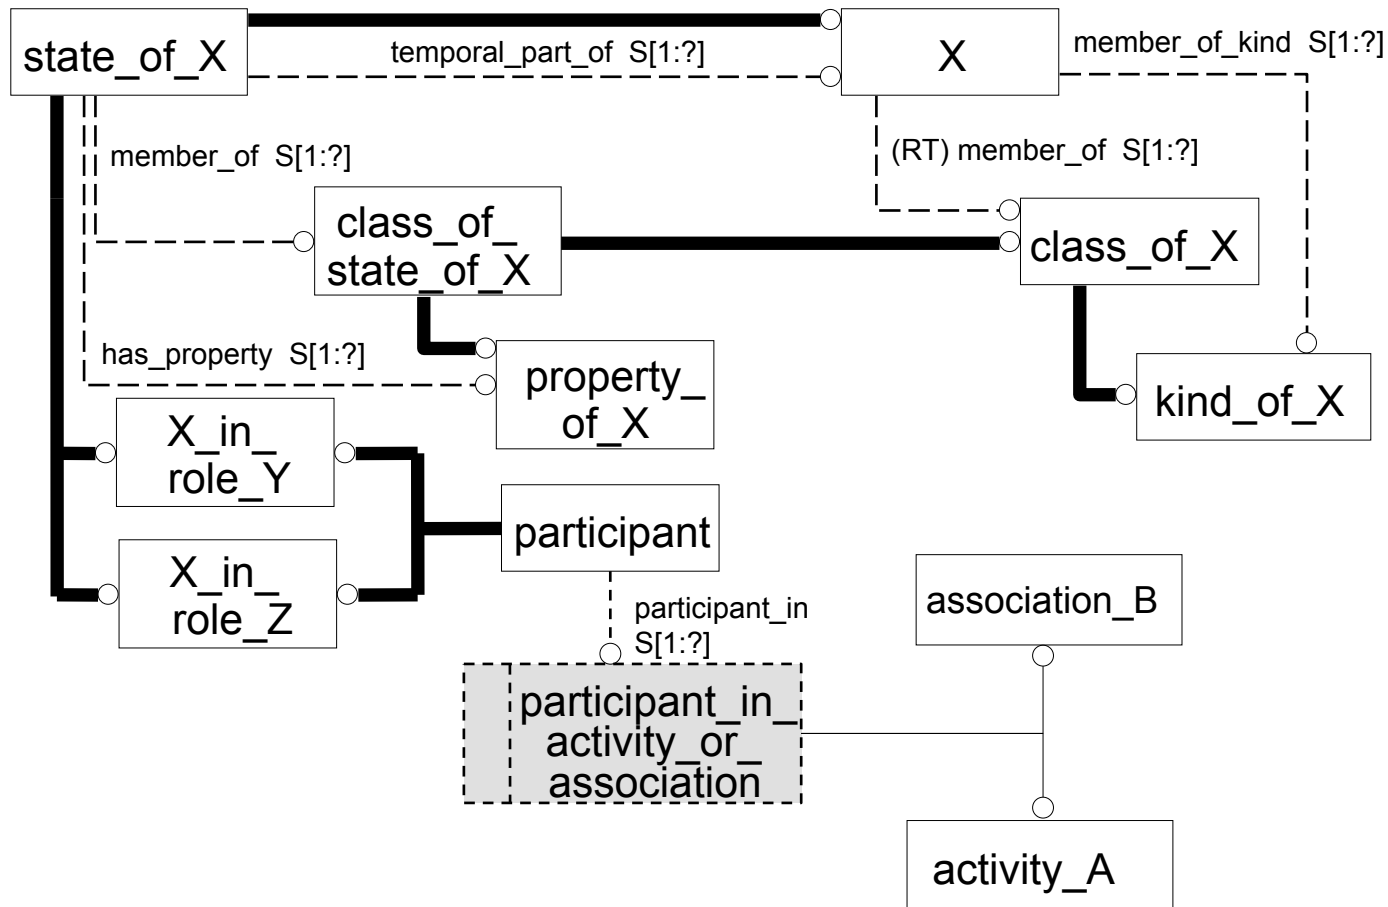 state_of_X
temporal_part_of S[1:?]
X
member_of_kind S[1:?]
member_of S[1:?]
(RT) member_of S[1:?]
class_of_
state_of_X
class_of_X
has_property S[1:?]
property_
of_X
kind_of_X
X_in_
role_Y
participant
X_in_
role_Z
participant_in
S[1:?]
association_B
participant_in_
activity_or_
association
activity_A